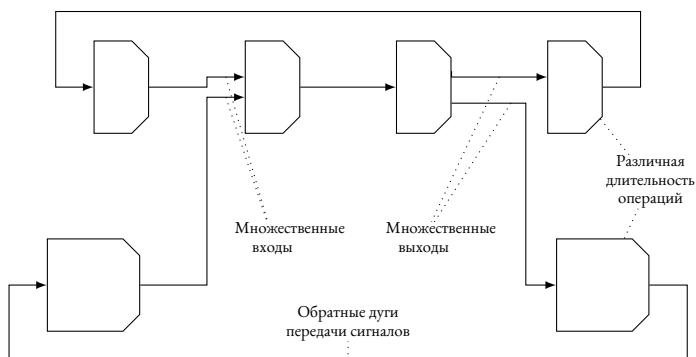 Различная
длительность
операций
Множественные
входы
Множественные
выходы
Обратные дуги
передачи сигналов